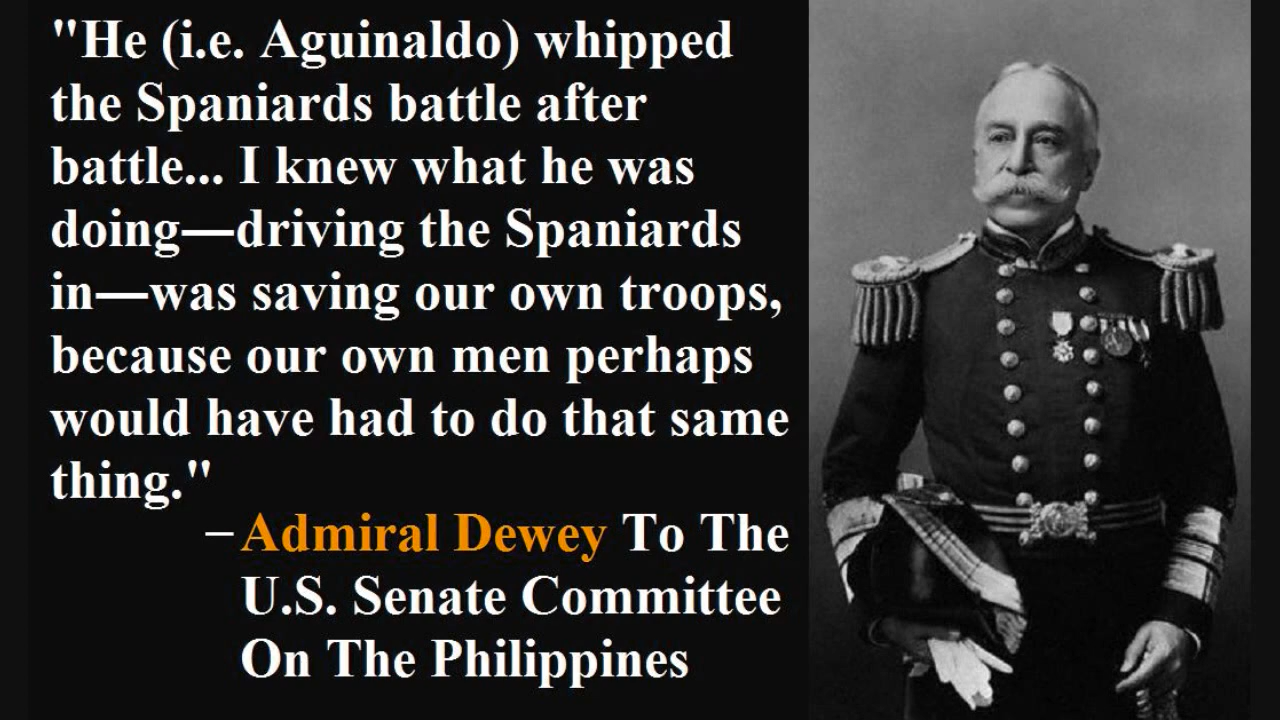 "He (i.e. Aguinaldo) whipped
the Spaniards battle after
battle... I knew what he was
doing—driving the Spaniards
in—was saving our own troops,
because our own men perhaps
would have had to do that same
thing."
– Admiral Dewey To The
U.S. Senate Committee
On The Philippines